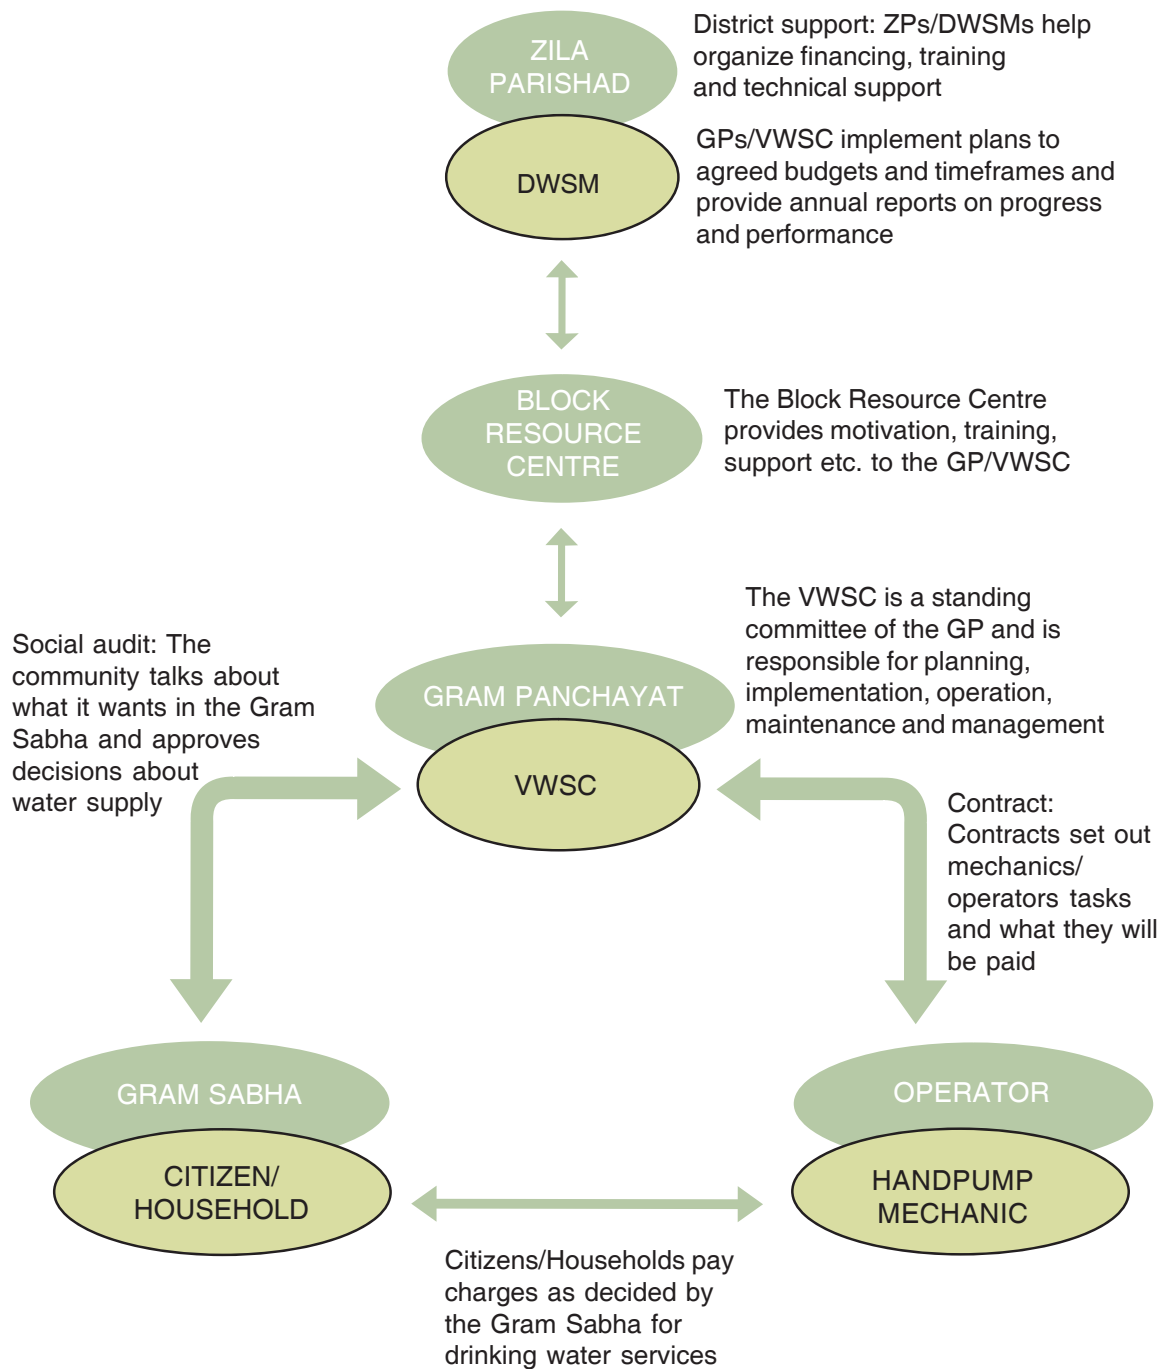 ZILA
PARISHAD
DWSM
District support: ZPs/DWSMs help
organize financing, training
and technical support
GPs/VWSC implement plans to
agreed budgets and timeframes and
provide annual reports on progress
and performance
BLOCK
RESOURCE
CENTRE
The Block Resource Centre
provides motivation, training,
support etc. to the GP/VWSC
The VWSC is a standing
committee of the GP and is
responsible for planning,
implementation, operation,
maintenance and management
Social audit: The
community talks about
what it wants in the Gram
Sabha and approves
decisions about
water supply
GRAM PANCHAYAT
VWSC
Contract:
Contracts set out
mechanics/
operators tasks
and what they will
be paid
GRAM SABHA
CITIZEN/
HOUSEHOLD
OPERATOR
HANDPUMP
MECHANIC
Citizens/Households pay
charges as decided by
the Gram Sabha for
drinking water services